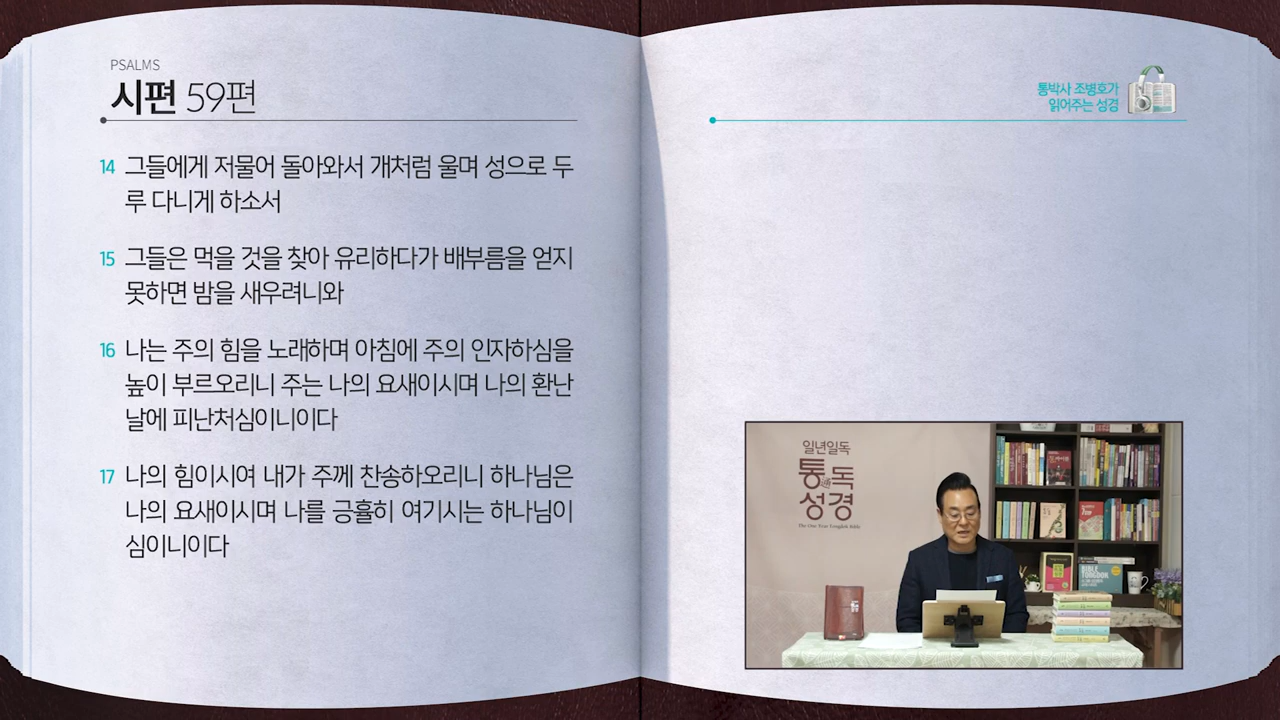 PSALMS
시편 59편
14 그들에게 저물어 돌아와서 개처럼 울며 성으로 두
루 다니게 하소서
15 그들은 먹을 것을 찾아 유리하다가 배부름을 얻지
못하면 밤을 새우려니와
16 나는 주의 힘을 노래하며 아침에 주의 인자하심을
높이 부르오리니 주는 나의 요새이시며 나의 환난
날에 피난처심이니이다
17 나의 힘이시여 내가 주께 찬송하오리니 하나님은
나의 요새이시며 나를 긍휼히 여기시는 하나님이
심이니이다
통박사 조병호가
읽어주는 성경
일년일독
통독
성경
The One Year Tongdok Bible
BIBLE
TONGDOK